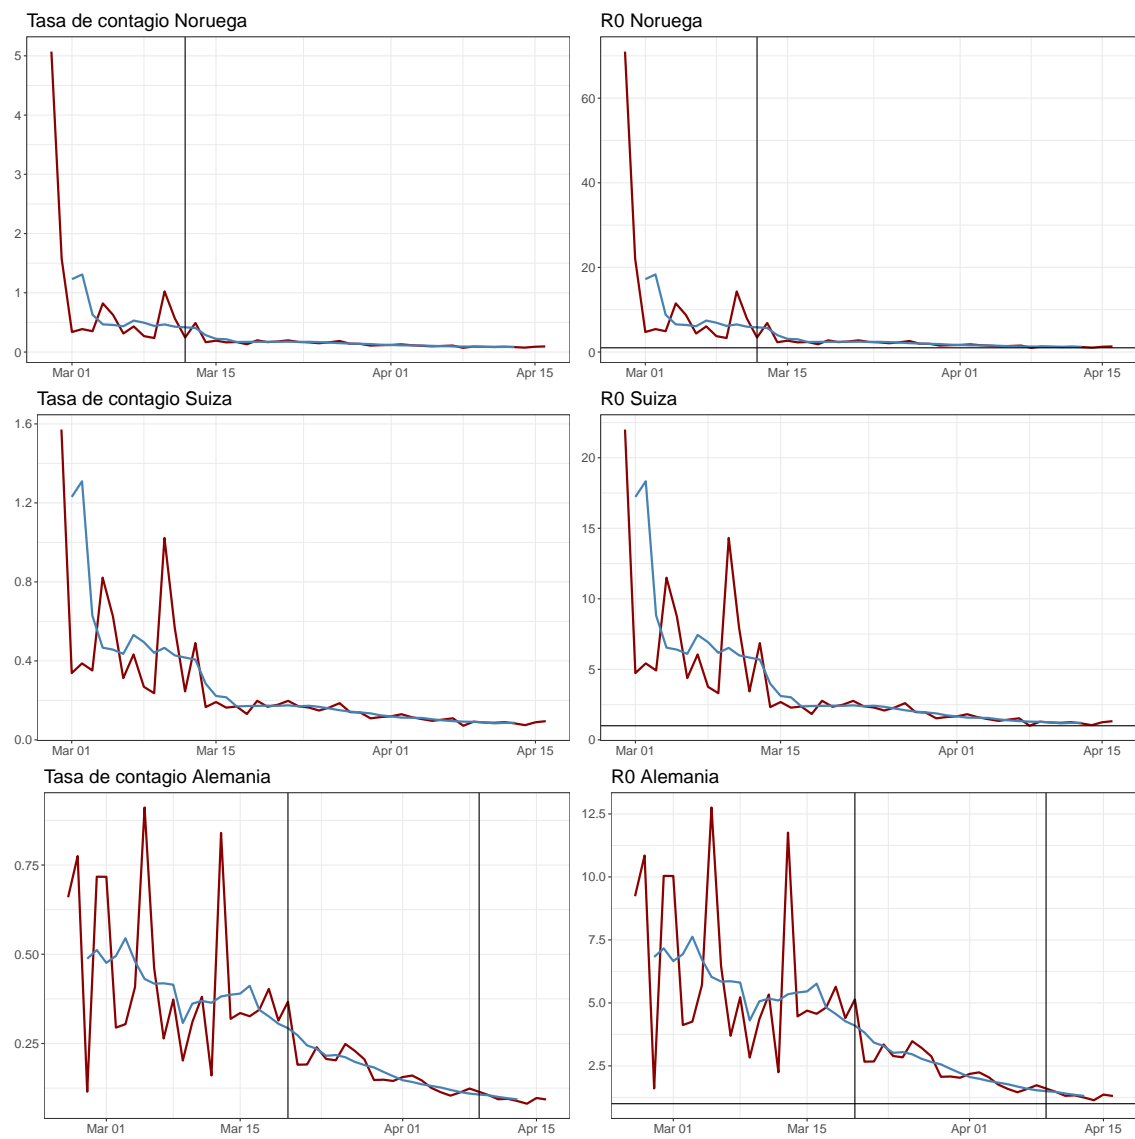 Tasa de contagio Noruega
5
4
3
2
1
0
Mar 01
Mar 15
Apr 01
Apr 15
R0 Noruega
60
40
20
0
Mar 01
Mar 15
Apr 01
Apr 15
Tasa de contagio Suiza
1.6
1.2
0.8
0.4
0.0
Mar 01
Mar 15
Apr 01
Apr 15
R0 Suiza
20
15
10
5
0
Mar 01
Mar 15
Apr 01
Apr 15
Tasa de contagio Alemania
0.75
0.50
0.25
Mar 01
Mar 15
Apr 01
Apr 15
R0 Alemania
12.5
10.0
7.5
5.0
2.5
Mar 01
Mar 15
Apr 01
Apr 15